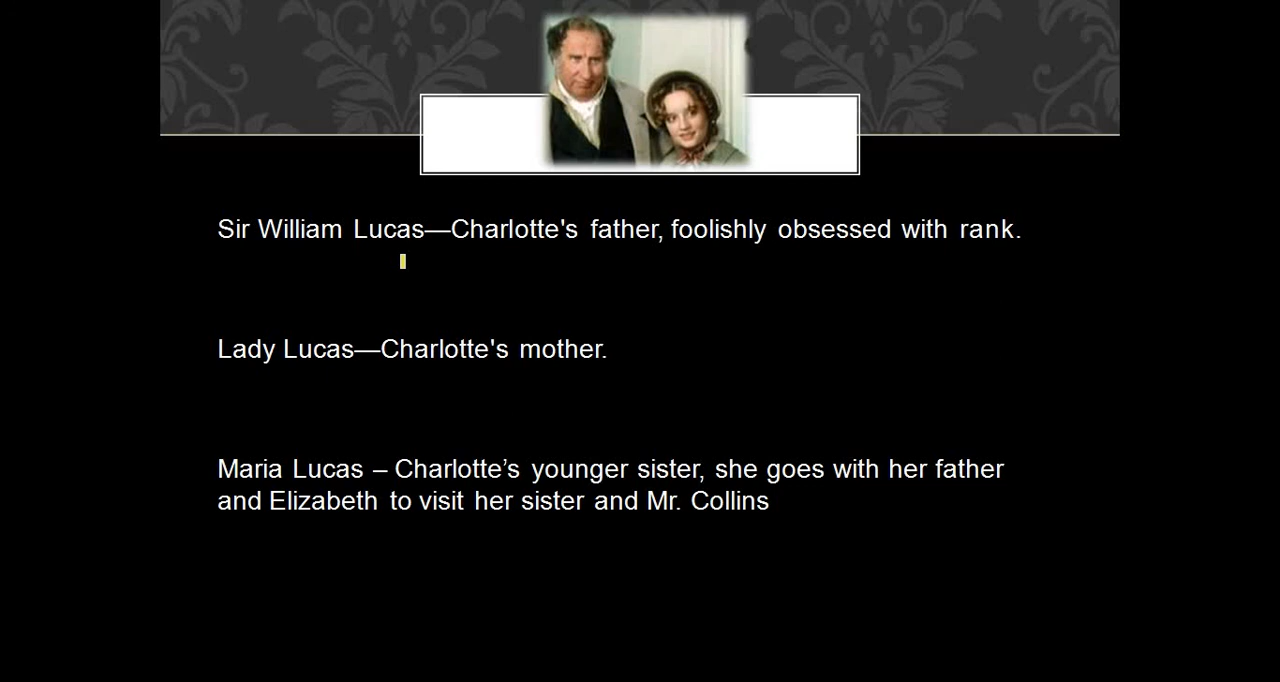 Sir William Lucas—Charlotte's father, foolishly obsessed with rank.
Lady Lucas—Charlotte's mother.
Maria Lucas – Charlotte’s younger sister, she goes with her father
and Elizabeth to visit her sister and Mr. Collins